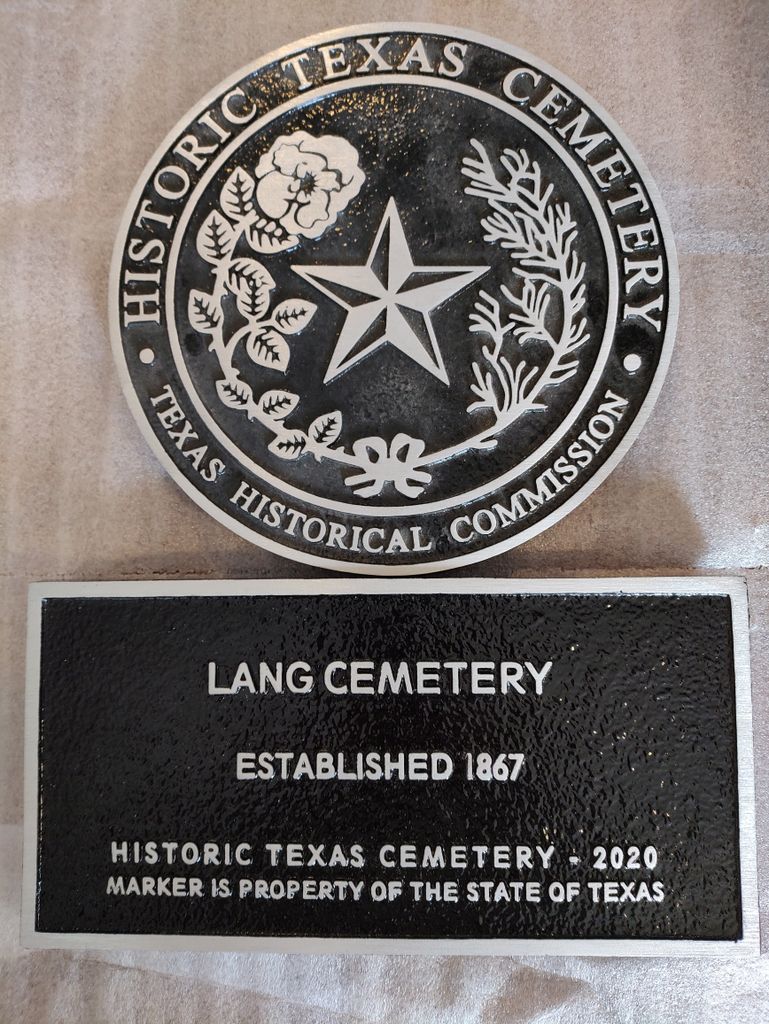 HISTORIC TEXAS CEMETERY
TEXAS HISTORICAL COMMISSION
LANG CEMETERY
ESTABLISHED 1867
HISTORIC TEXAS CEMETERY - 2020
MARKER IS PROPERTY OF THE STATE OF TEXAS